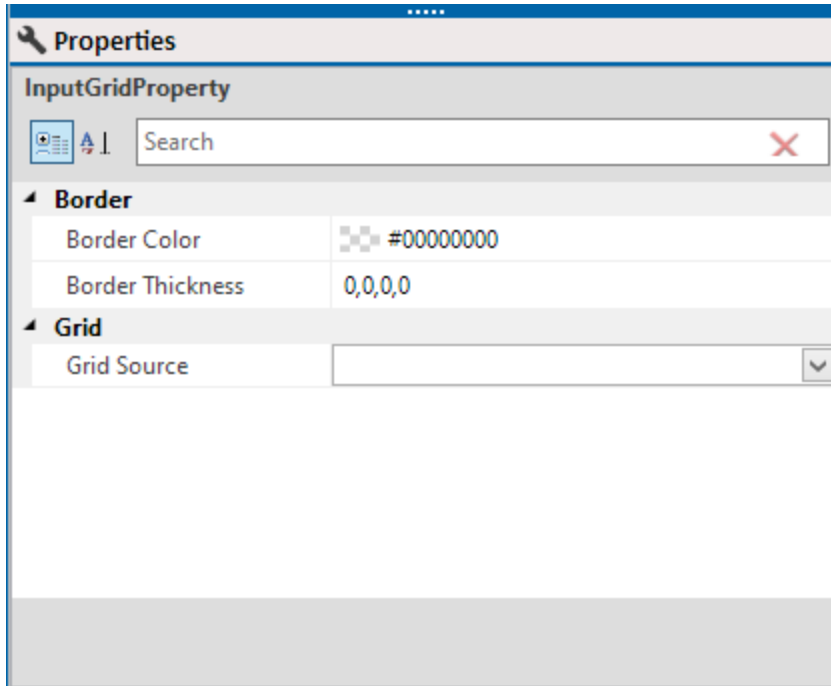 Properties
InputGridProperty
Search
Border
Border Color #00000000
Border Thickness 0,0,0,0
Grid
Grid Source